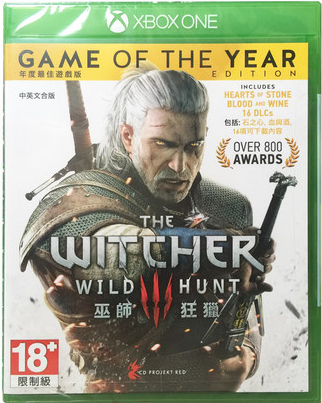 XBOX ONE
GAME OF THE YEAR
年度最佳遊戲版
EDITION
中英文合版
INCLUDES
HEARTS OF STONE
BLOOD AND WINE
16 DLCs
包括: 石之心, 血與酒,
16項可下載內容
OVER 800
AWARDS
THE
WITCHER
WILD III HUNT
巫師 狂獵
18+
限制級
CD PROJEKT RED